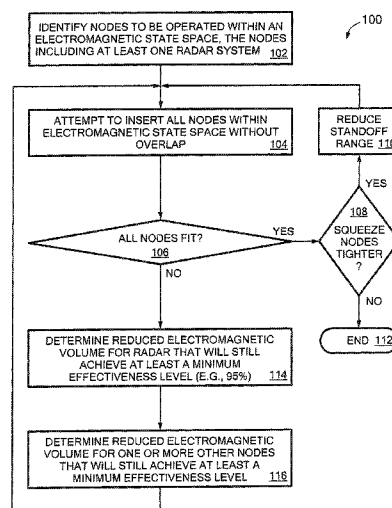 100
IDENTIFY NODES TO BE OPERATED WITHIN AN
ELECTROMAGNETIC STATE SPACE, THE NODES
INCLUDING AT LEAST ONE RADAR SYSTEM 102
ATTEMPT TO INSERT ALL NODES WITHIN
ELECTROMAGNETIC STATE SPACE WITHOUT
OVERLAP 104
REDUCE
STANDOFF
RANGE 110
YES
ALL NODES FIT?
106
YES
108
SQUEEZE
NODES
TIGHTER
?
NO
NO
END 112
DETERMINE REDUCED ELECTROMAGNETIC
VOLUME FOR RADAR THAT WILL STILL
ACHIEVE AT LEAST A MINIMUM
EFFECTIVENESS LEVEL (E.G., 95%) 114
DETERMINE REDUCED ELECTROMAGNETIC
VOLUME FOR ONE OR MORE OTHER NODES
THAT WILL STILL ACHIEVE AT LEAST A
MINIMUM EFFECTIVENESS LEVEL 116